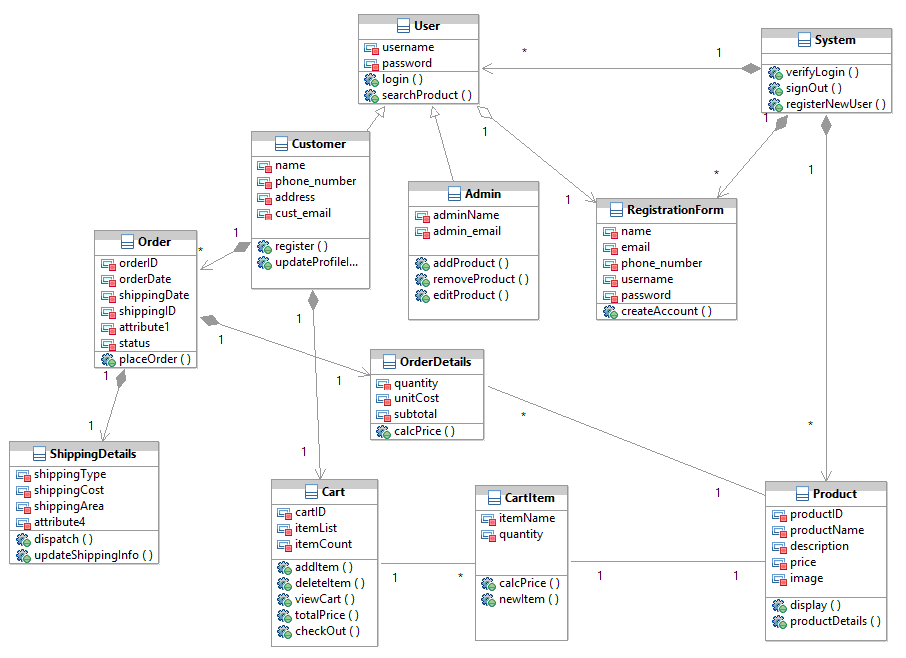 User
username
password
login ( )
searchProduct ( )
*
1
System
verifyLogin ( )
signOut ( )
registerNewUser ( )
1
1
1
*
1
Customer
name
phone_number
address
cust_email
register ( )
updateProfileI...
Admin
adminName
admin_email
addProduct ( )
removeProduct ( )
editProduct ( )
RegistrationForm
name
email
phone_number
username
password
createAccount ( )
1
*
Order
orderID
orderDate
shippingDate
shippingID
attribute1
status
placeOrder ( )
1
1
1
OrderDetails
quantity
unitCost
subtotal
calcPrice ( )
1
1
*
1
*
ShippingDetails
shippingType
shippingCost
shippingArea
attribute4
dispatch ( )
updateShippingInfo ( )
1
Cart
cartID
itemList
itemCount
addItem ( )
deleteItem ( )
viewCart ( )
totalPrice ( )
checkOut ( )
1
*
CartItem
itemName
quantity
calcPrice ( )
newItem ( )
1
1
Product
productID
productName
description
price
image
display ( )
productDetails ( )